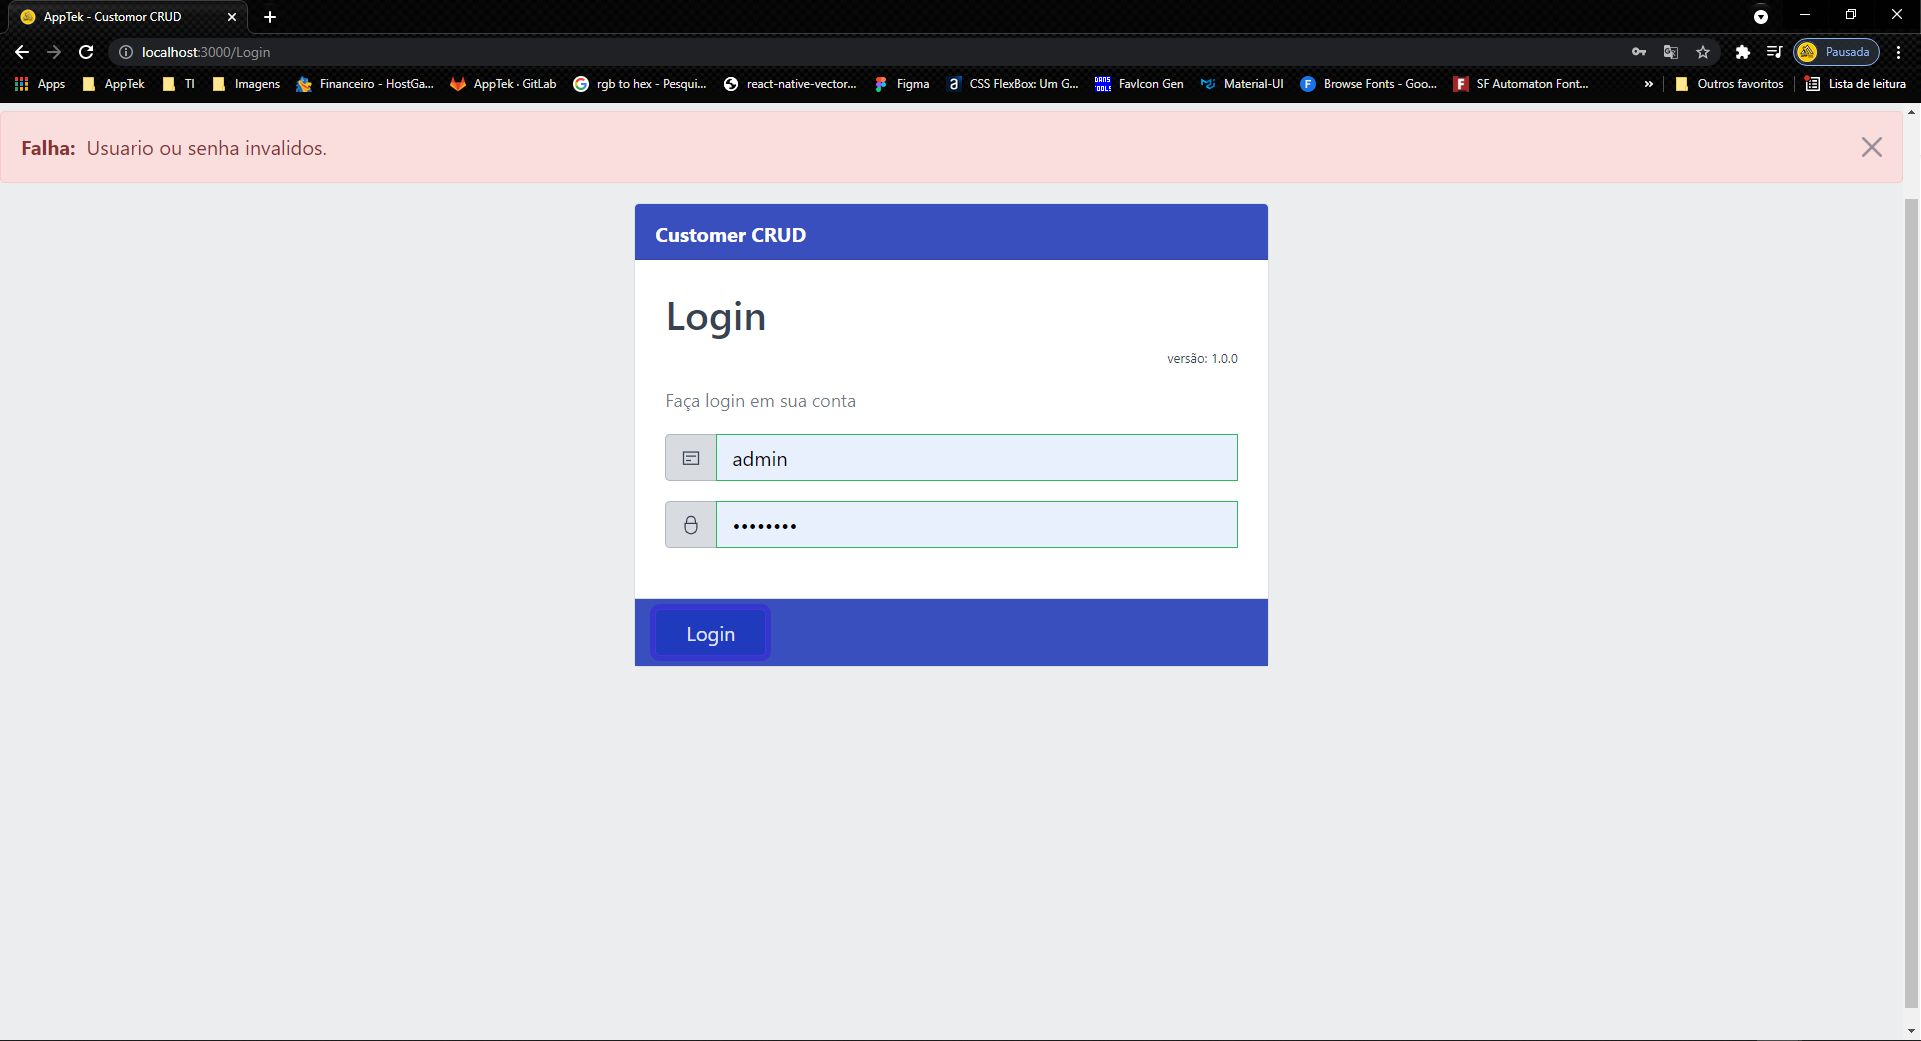 AppTek - Customor CRUD
localhost:3000/Login
Pausada
Apps AppTek TI Imagens Financeiro - HostGa... AppTek · GitLab rgb to hex - Pesqui... react-native-vector... Figma CSS FlexBox: Um G... FavIcon Gen Material-UI Browse Fonts - Goo... SF Automaton Font... » Outros favoritos Lista de leitura
Falha: Usuario ou senha invalidos.
Customer CRUD
Login
versão: 1.0.0
Faça login em sua conta
admin
••••••••
Login